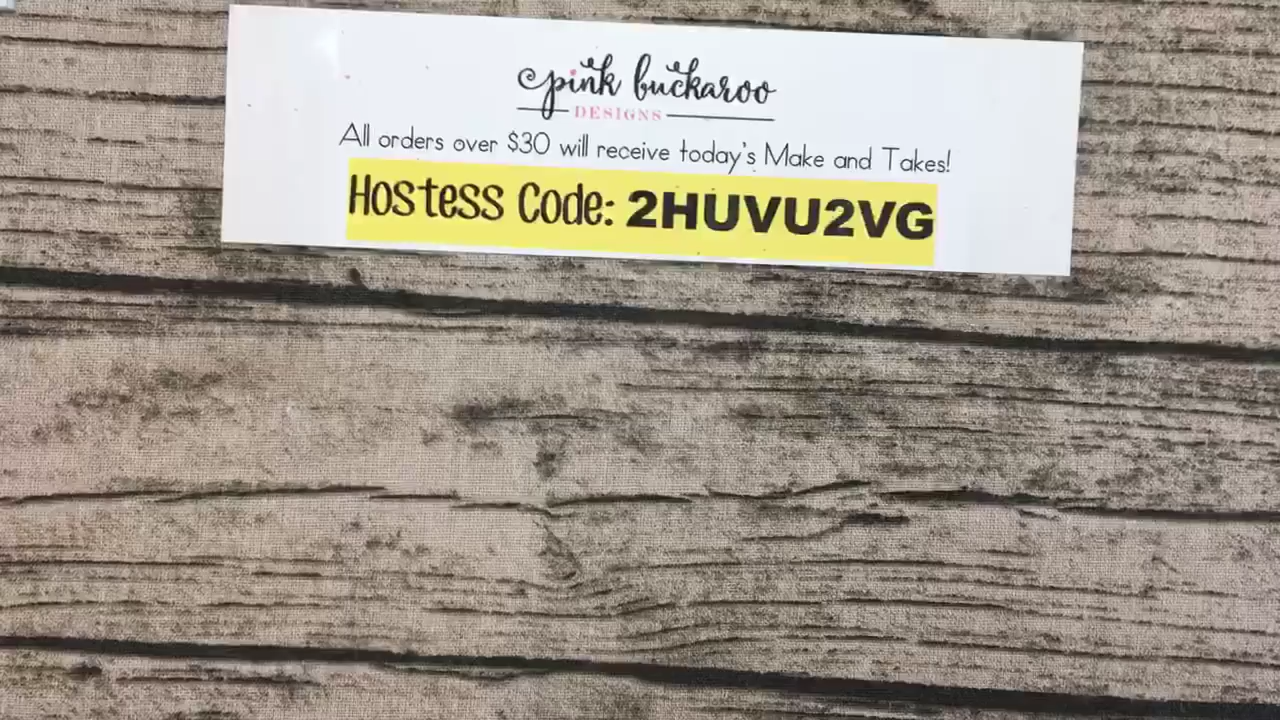 pink buckaroo
DESIGNS
All orders over $30 will receive today's Make and Takes!
Hostess Code: 2HUVU2VG